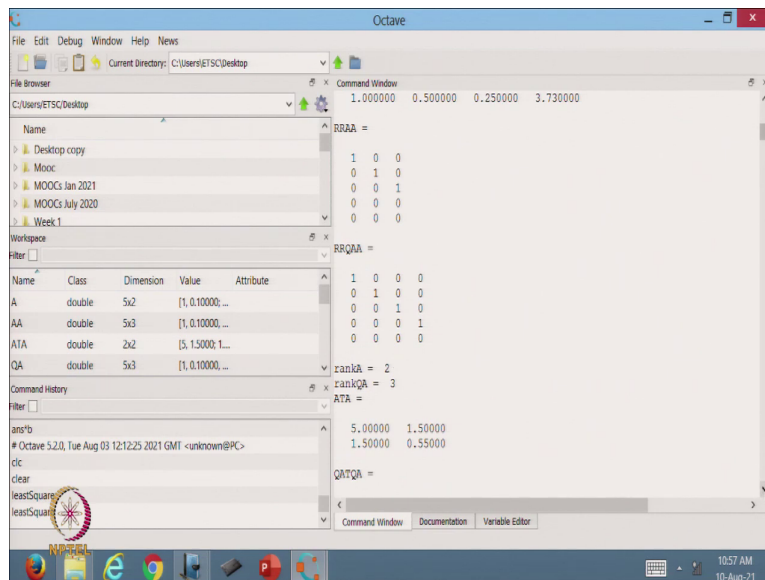 Octave
File Edit Debug Window Help News
Current Directory: C:\Users\ETSC\Desktop
File Browser
C:/Users/ETSC/Desktop
Name
Desktop copy
Mooc
MOOCs Jan 2021
MOOCs July 2020
Week 1
Workspace
Filter
Name Class Dimension Value Attribute
A double 5x2 [1, 0.10000; ...
AA double 5x3 [1, 0.10000, ...
ATA double 2x2 [5, 1.5000; 1....
QA double 5x3 [1, 0.10000, ...
Command History
Filter
ans*b
# Octave 5.2.0, Tue Aug 03 12:12:25 2021 GMT <unknown@PC>
clc
clear
leastSquare
leastSquar
Command Window
1.000000 0.500000 0.250000 3.730000
RRAA =
1 0 0
0 1 0
0 0 1
0 0 0
0 0 0
RRQAA =
1 0 0 0
0 1 0 0
0 0 1 0
0 0 0 1
0 0 0 0
rankA = 2
rankQA = 3
ATA =
5.00000 1.50000
1.50000 0.55000
QATQA =
Command Window Documentation Variable Editor
NPTEL
10:57 AM
10-Aug-21